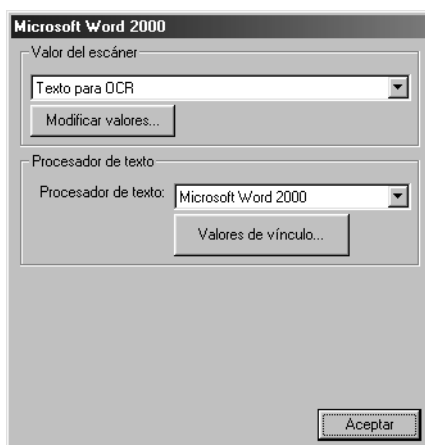 Microsoft Word 2000
Valor del escáner
Texto para OCR
Modificar valores...
Procesador de texto
Procesador de texto: Microsoft Word 2000
Valores de vínculo...
Aceptar